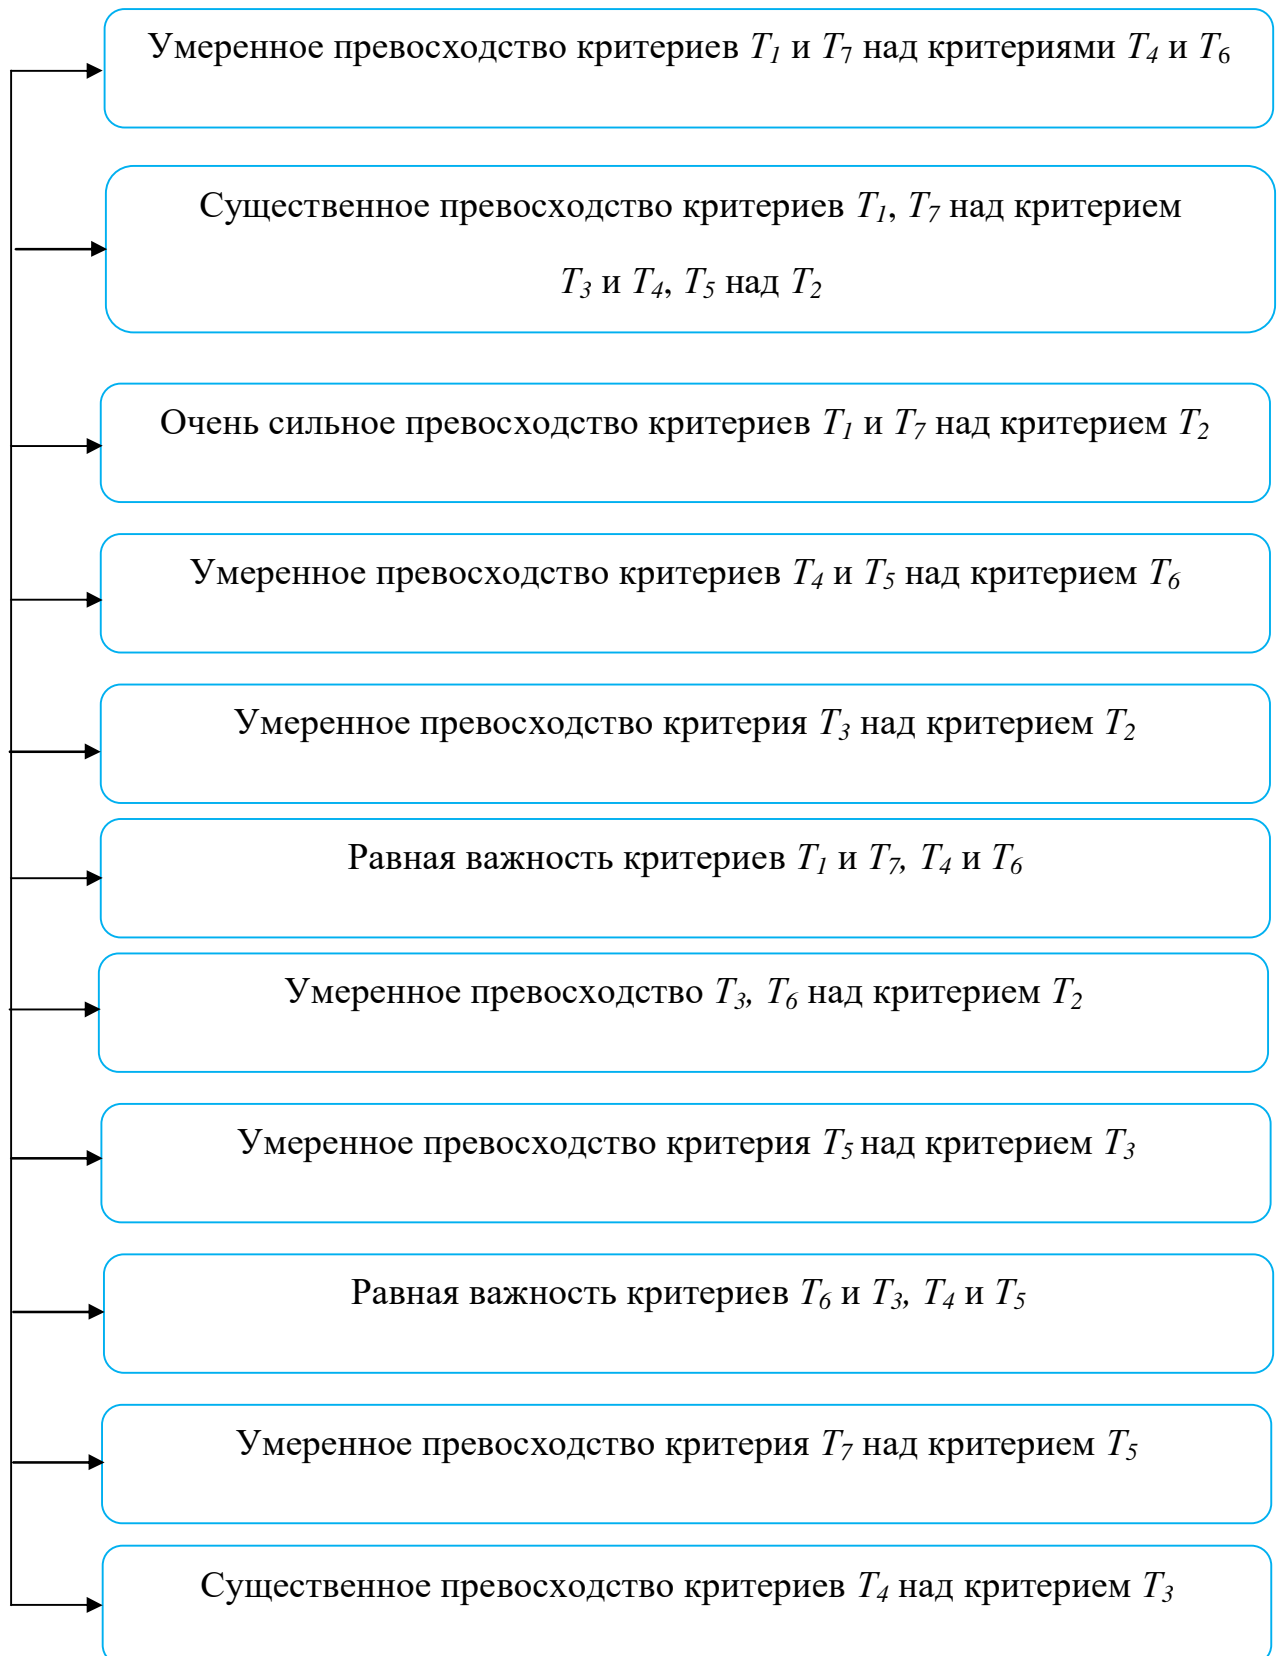 Умеренное превосходство критериев T1 и T7 над критериями T4 и T6
Существенное превосходство критериев T1, T7 над критерием
T3 и T4, T5 над T2
Очень сильное превосходство критериев T1 и T7 над критерием T2
Умеренное превосходство критериев T4 и T5 над критерием T6
Умеренное превосходство критерия T3 над критерием T2
Равная важность критериев T1 и T7, T4 и T6
Умеренное превосходство T3, T6 над критерием T2
Умеренное превосходство критерия T5 над критерием T3
Равная важность критериев T6 и T3, T4 и T5
Умеренное превосходство критерия T7 над критерием T5
Существенное превосходство критериев T4 над критерием T3